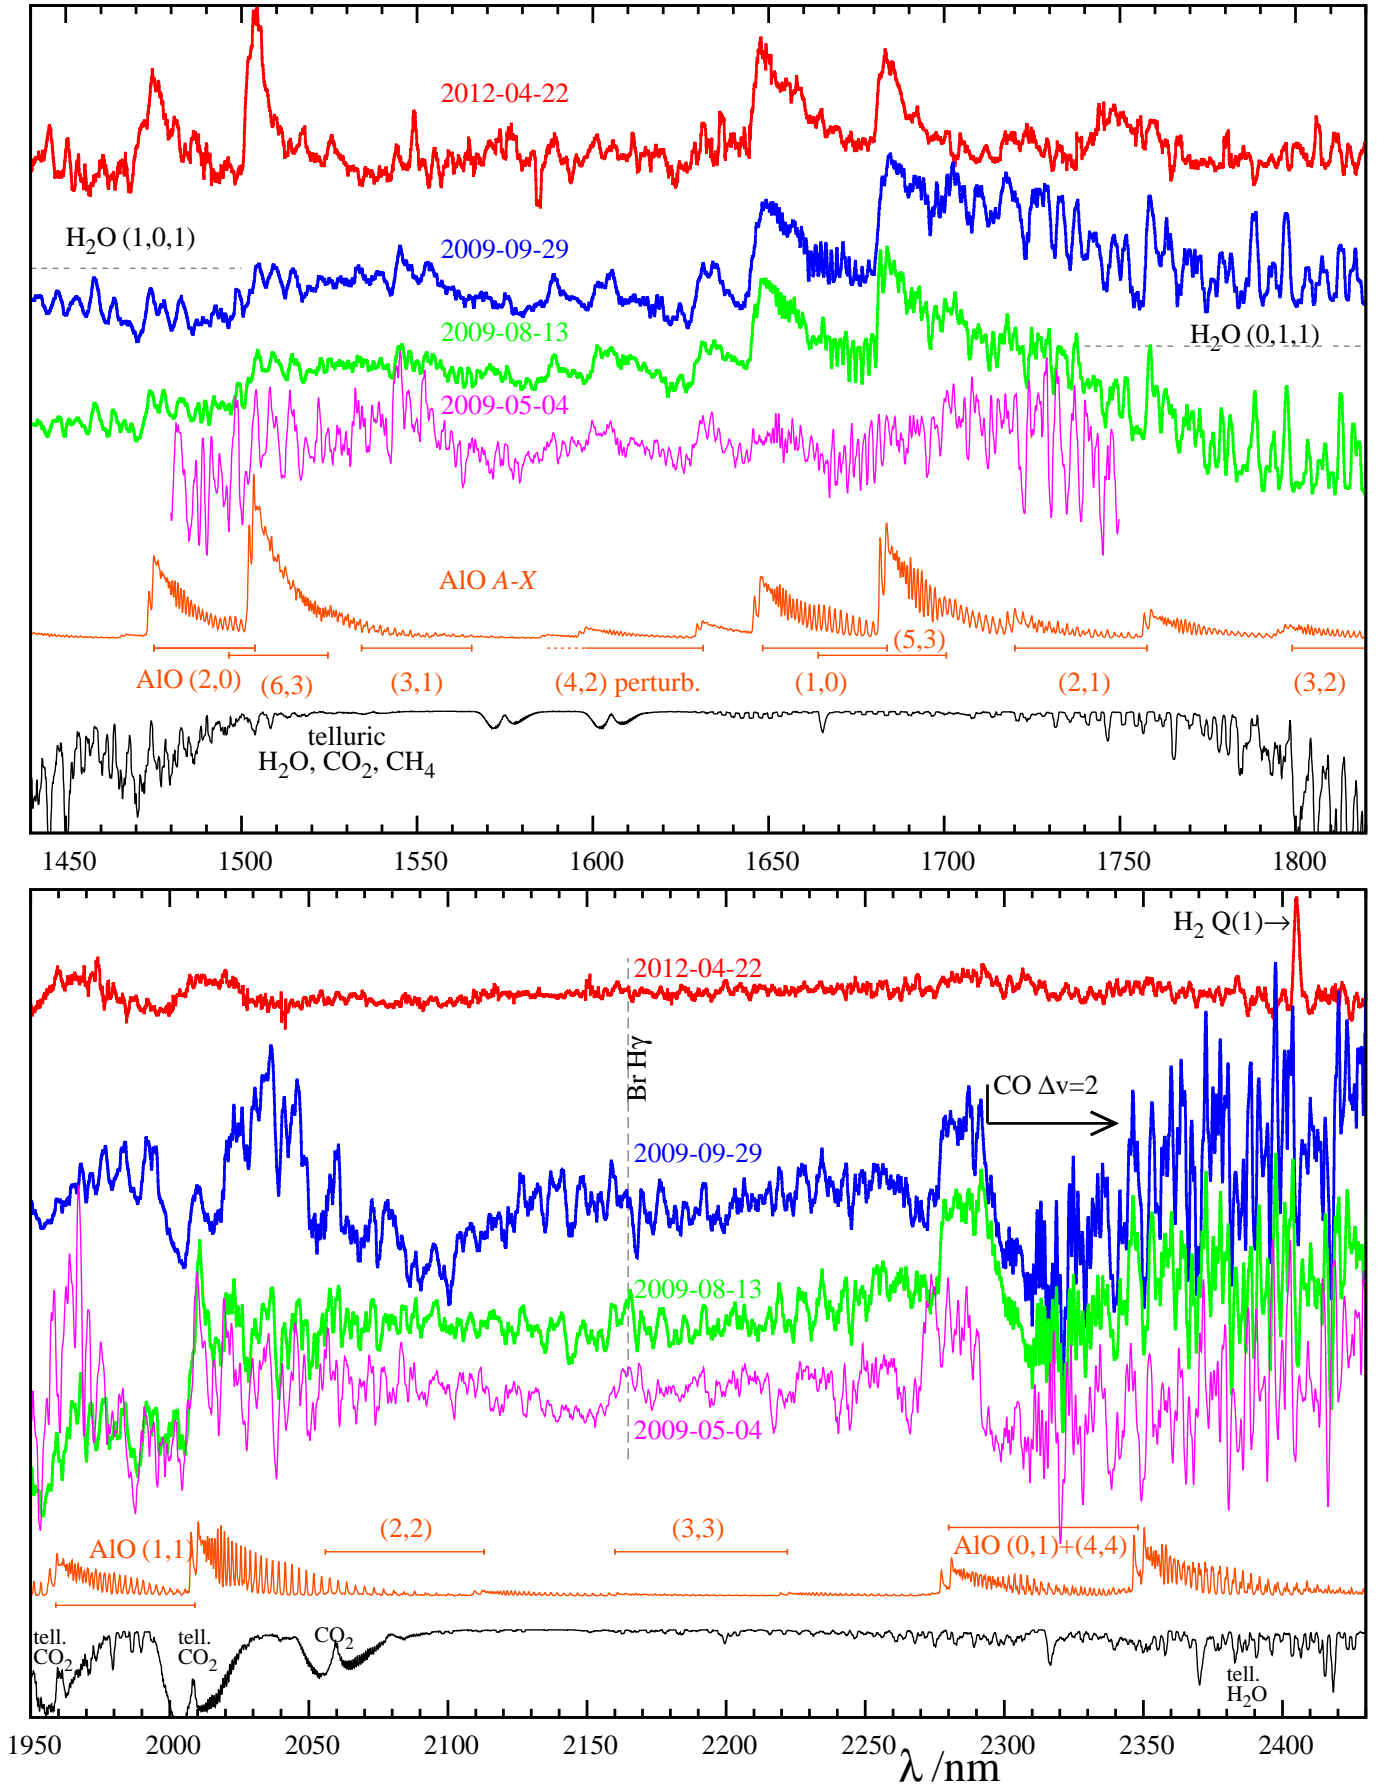 2012-04-22
H₂O (1,0,1)
2009-09-29
2009-08-13
H₂O (0,1,1)
2009-05-04
AlO A-X
(5,3)
AlO (2,0)
(6,3)
(3,1)
(4,2) perturb.
(1,0)
(2,1)
(3,2)
telluric
H₂O, CO₂, CH₄
1450 1500 1550 1600 1650 1700 1750 1800
H₂ Q(1)→
2012-04-22
Br Hγ
CO Δv=2
2009-09-29
2009-08-13
2009-05-04
AlO (1,1)
(2,2)
(3,3)
AlO (0,1)+(4,4)
tell.
CO₂
tell.
CO₂
CO₂
tell.
H₂O
1950 2000 2050 2100 2150 2200 2250 2300 2350 2400
λ /nm